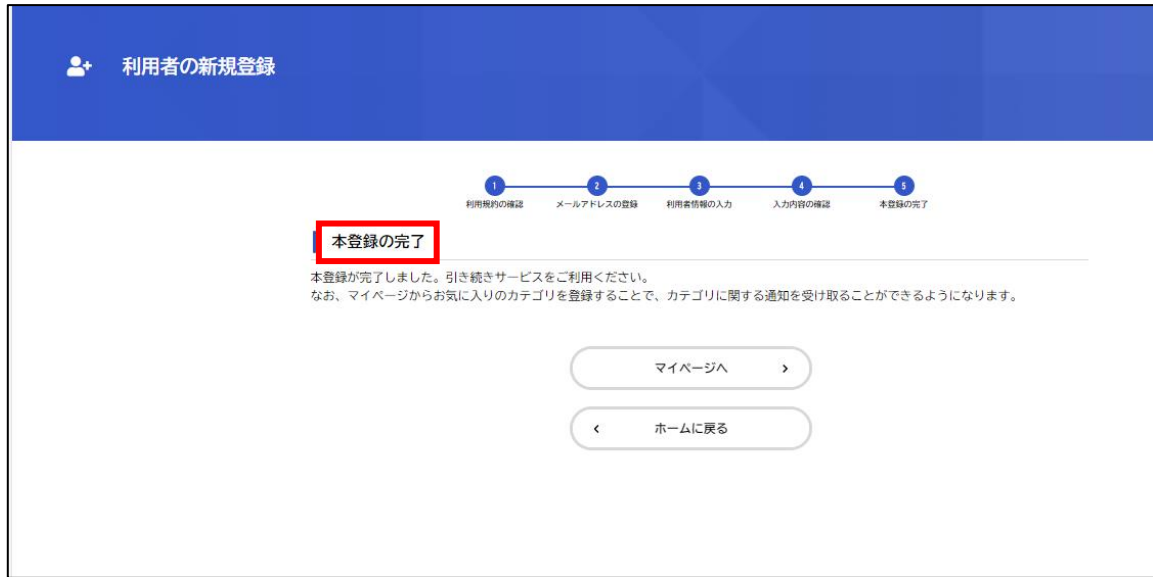 利用者の新規登録
1 2 3 4 5
利用規約の確認 メールアドレスの登録 利用者情報の入力 入力内容の確認 本登録の完了
本登録の完了
本登録が完了しました。引き続きサービスをご利用ください。
なお、マイページからお気に入りのカテゴリを登録することで、カテゴリに関する通知を受け取ることができるようになります。
マイページへ
ホームに戻る